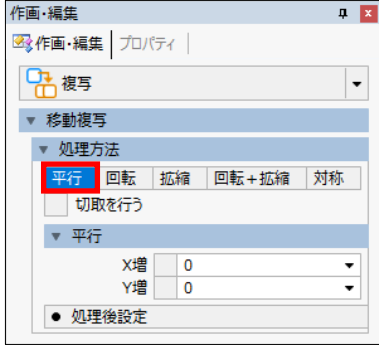 作画・編集
作画・編集 プロパティ
複写
移動複写
処理方法
平行 回転 拡縮 回転+拡縮 対称
切取を行う
平行
X増 0
Y増 0
処理後設定